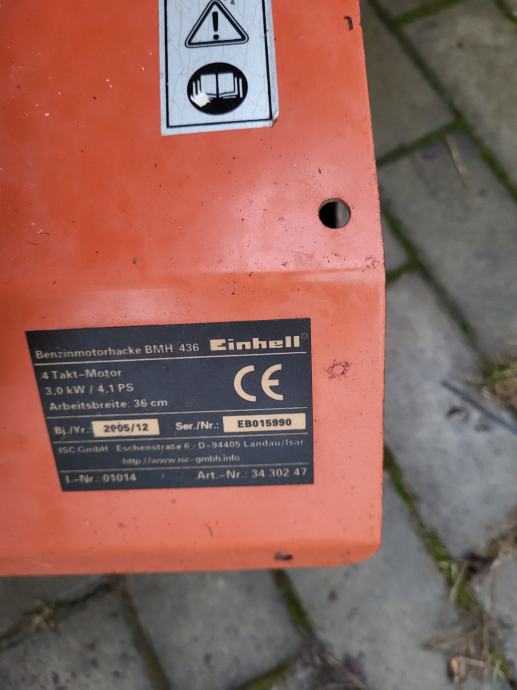 Benzinmotorhacke BMH 436 Einhell
4 Takt-Motor
3,0 kW / 4,1 PS
Arbeitsbreite: 36 cm
CE
Bj./Yr.: 2005/12 Ser./Nr.: EB015990
ISC GmbH Eschenstraße 6 - D-94405 Landau/Isar
http://www.isc-gmbh.info
I.-Nr.: 01014 Art.-Nr.: 34.302.47